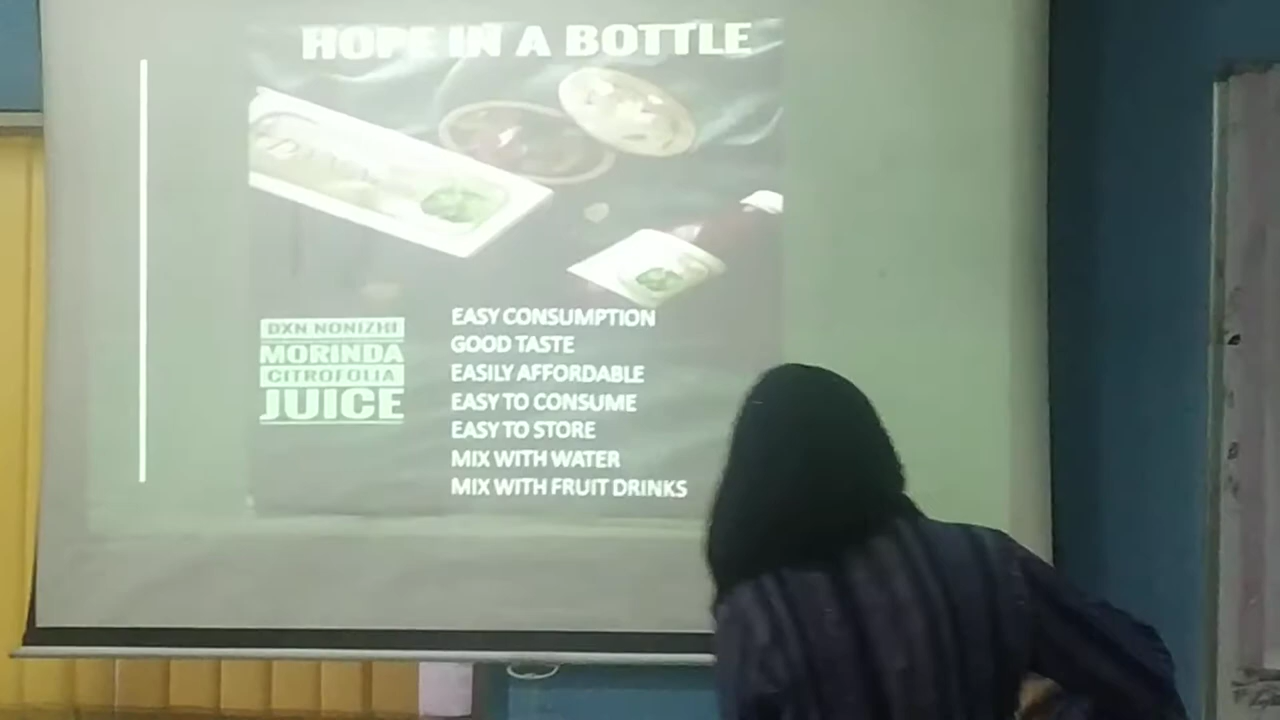 HOPE IN A BOTTLE
DXN NONIZHI
MORINDA
CITROFOLIA
JUICE
EASY CONSUMPTION
GOOD TASTE
EASILY AFFORDABLE
EASY TO CONSUME
EASY TO STORE
MIX WITH WATER
MIX WITH FRUIT DRINKS